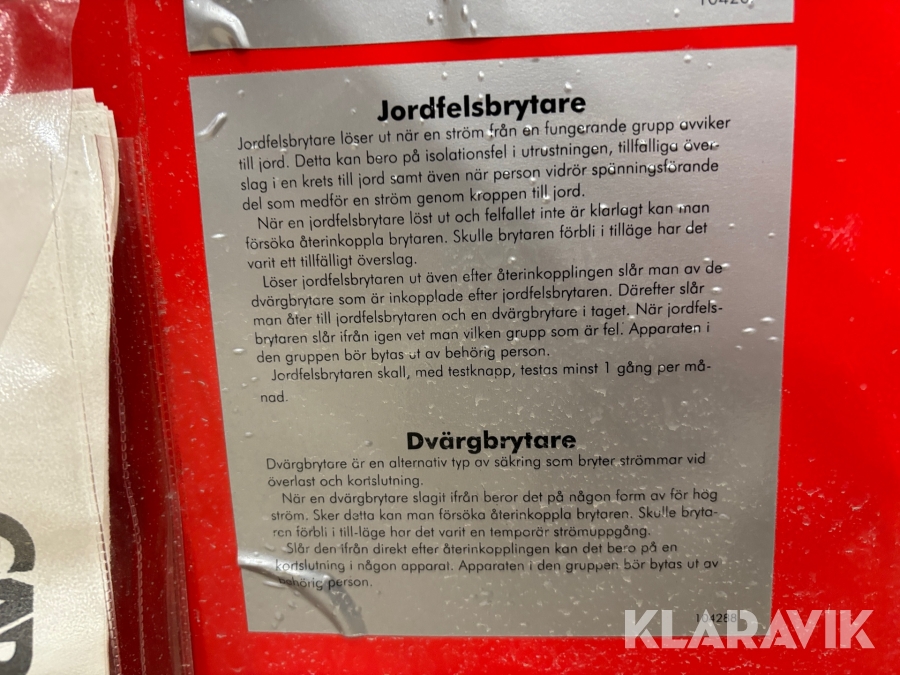 Jordfelsbrytare
Jordfelsbrytare löser ut när en ström från en fungerande grupp avviker
till jord. Detta kan bero på isolationsfel i utrustningen, tillfälliga över-
slag i en krets till jord samt även när person vidrör spänningsförande
del som medför en ström genom kroppen till jord.
När en jordfelsbrytare löst ut och felfallet inte är klarlagt kan man
försöka återinkoppla brytaren. Skulle brytaren förbli i tilläge har det
varit ett tillfälligt överslag.
Löser jordfelsbrytaren ut även efter återinkopplingen slår man av de
dvärgbrytare som är inkopplade efter jordfelsbrytaren. Därefter slår
man åter till jordfelsbrytaren och en dvärgbrytare i taget. När jordfels-
brytaren slår ifrån igen vet man vilken grupp som är fel. Apparaten i
den gruppen bör bytas ut av behörig person.
Jordfelsbrytaren skall, med testknapp, testas minst 1 gång per må-
nad.
Dvärgbrytare
Dvärgbrytare är en alternativ typ av säkring som bryter strömmar vid
överlast och kortslutning.
När en dvärgbrytare slagit ifrån beror det på någon form av för hög
ström. Sker detta kan man försöka återinkoppla brytaren. Skulle bryta-
ren förbli i till-läge har det varit en temporär strömuppgång.
Slår den ifrån direkt efter återinkopplingen kan det bero på en
kortslutning i någon apparat. Apparaten i den gruppen bör bytas ut av
behörig person.
104288
KLARAVIK